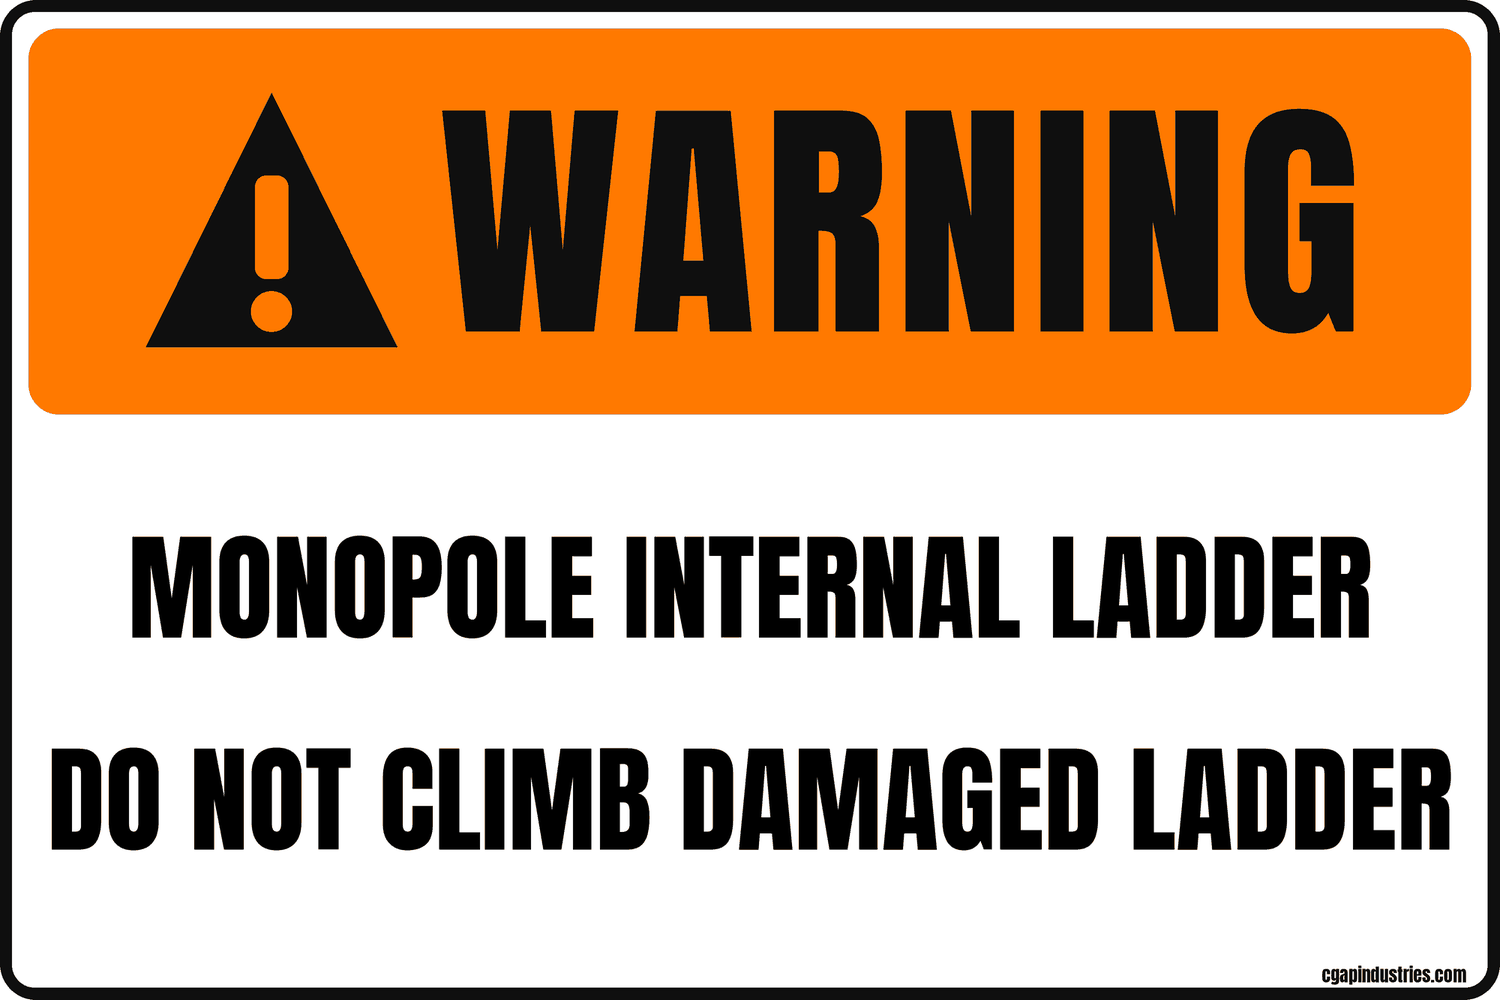 WARNING
MONOPOLE INTERNAL LADDER
DO NOT CLIMB DAMAGED LADDER
cgapindustries.com